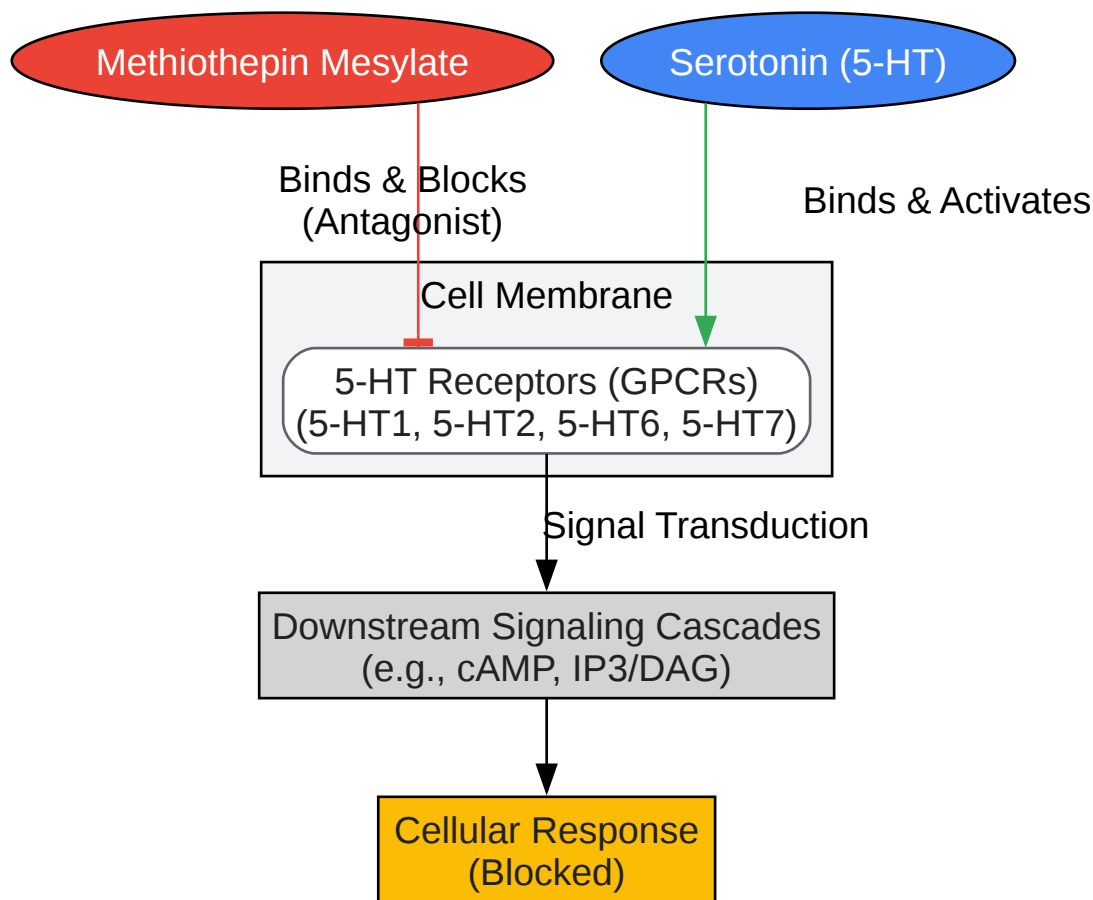 Methiothepin Mesylate
Serotonin (5-HT)
Binds & Blocks
(Antagonist)
Binds & Activates
Cell Membrane
5-HT Receptors (GPCRs)
(5-HT1, 5-HT2, 5-HT6, 5-HT7)
Signal Transduction
Downstream Signaling Cascades
(e.g., cAMP, IP3/DAG)
Cellular Response
(Blocked)